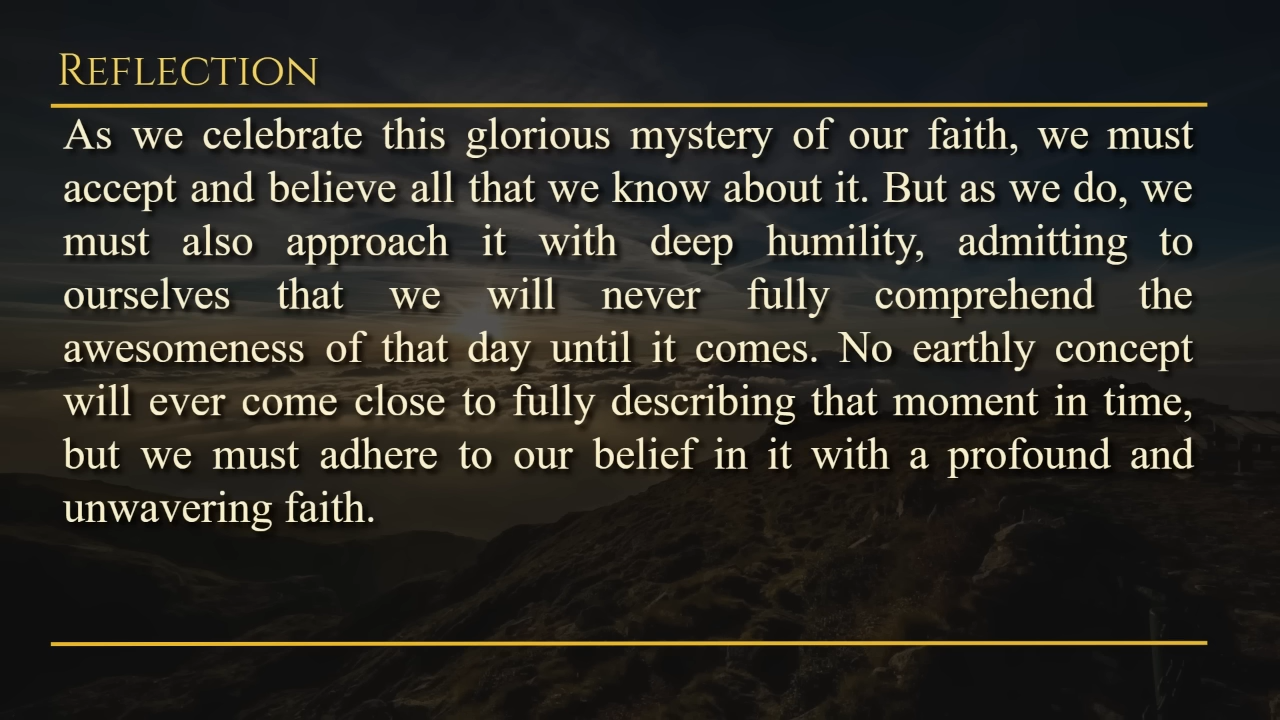 Reflection
As we celebrate this glorious mystery of our faith, we must
accept and believe all that we know about it. But as we do, we
must also approach it with deep humility, admitting to
ourselves that we will never fully comprehend the
awesomeness of that day until it comes. No earthly concept
will ever come close to fully describing that moment in time,
but we must adhere to our belief in it with a profound and
unwavering faith.